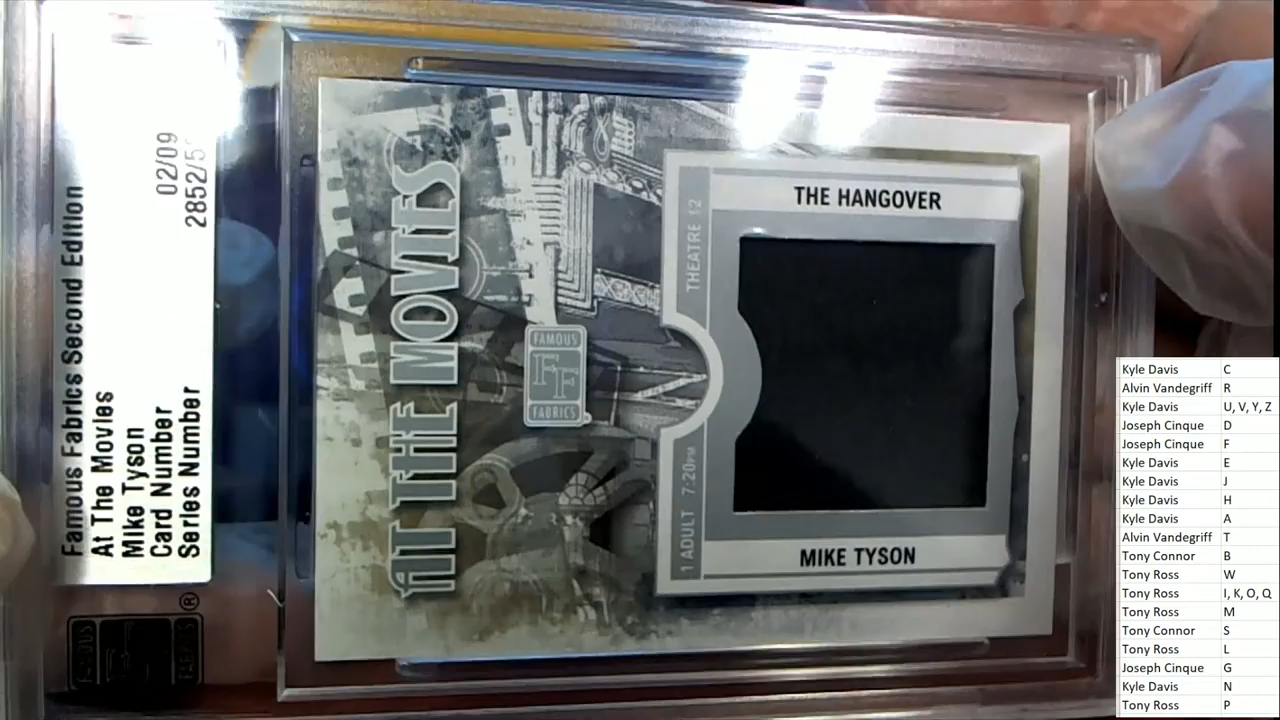 Famous Fabrics Second Edition
At The Movies
Mike Tyson
Card Number 02/09
Series Number
AT THE MOVIES
FAMOUS
FF
FABRICS
THEATRE 12
1 ADULT 7:20PM
THE HANGOVER
MIKE TYSON
Kyle Davis C
Alvin Vandegriff R
Kyle Davis U, V, Y, Z
Joseph Cinque D
Joseph Cinque F
Kyle Davis E
Kyle Davis J
Kyle Davis H
Kyle Davis A
Alvin Vandegriff T
Tony Connor B
Tony Ross W
Tony Ross I, K, O, Q
Tony Ross M
Tony Connor S
Tony Ross L
Joseph Cinque G
Kyle Davis N
Tony Ross P